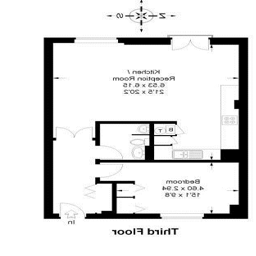 N
S
Kitchen /
Reception Room
6.53 x 6.15
21'5 x 20'2
B
T
Bedroom
4.60 x 2.94
15'1 x 9'8
In
Third Floor